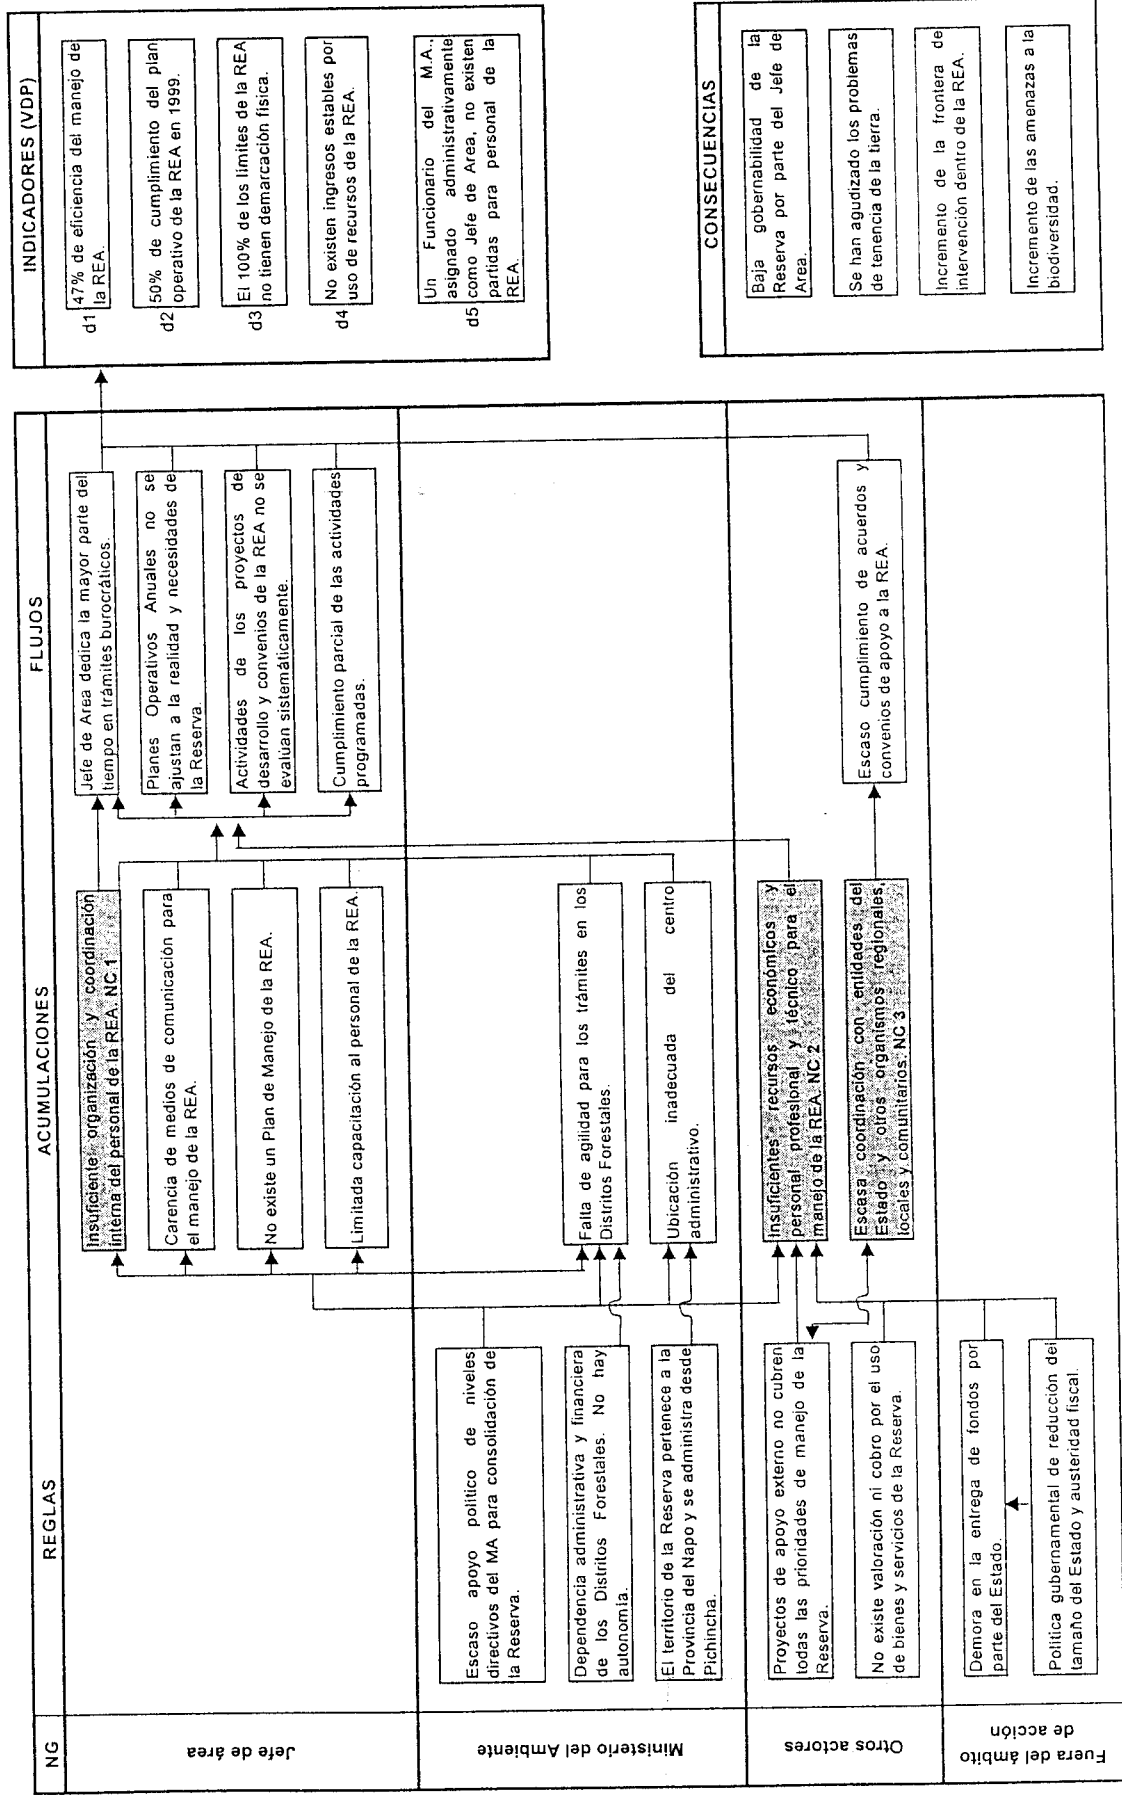 NG
REGLAS
ACUMULACIONES
FLUJOS
Jefe de área
Insuficiente organización y coordinación
interna del personal de la REA. NC 1
Carencia de medios de comunicación para
el manejo de la REA.
No existe un Plan de Manejo de la REA.
Limitada capacitación al personal de la REA.
Jefe de Area dedica la mayor parte del
tiempo en trámites burocráticos.
Planes Operativos Anuales no se
ajustan a la realidad y necesidades de
la Reserva.
Actividades de los proyectos de
desarrollo y convenios de la REA no se
evalúan sistemáticamente.
Cumplimiento parcial de las actividades
programadas.
Ministerio del Ambiente
Escaso apoyo político de niveles
directivos del MA para consolidación de
la Reserva.
Dependencia administrativa y financiera
de los Distritos Forestales. No hay
autonomía.
El territorio de la Reserva pertenece a la
Provincia del Napo y se administra desde
Pichincha.
Falta de agilidad para los trámites en los
Distritos Forestales.
Ubicación inadecuada del centro
administrativo.
Otros actores
Proyectos de apoyo externo no cubren
todas las prioridades de manejo de la
Reserva.
No existe valoración ni cobro por el uso
de bienes y servicios de la Reserva.
Insuficientes recursos económicos y
personal profesional y técnico para el
manejo de la REA. NC 2
Escasa coordinación con entidades del
Estado y otros organismos regionales,
locales y comunitarios. NC 3
Escaso cumplimiento de acuerdos y
convenios de apoyo a la REA.
Fuera del ámbito
de acción
Demora en la entrega de fondos por
parte del Estado.
Política gubernamental de reducción del
tamaño del Estado y austeridad fiscal.
INDICADORES (VDP)
d1 47% de eficiencia del manejo de
la REA.
d2 50% de cumplimiento del plan
operativo de la REA en 1999.
d3 El 100% de los límites de la REA
no tienen demarcación física.
d4 No existen ingresos estables por
uso de recursos de la REA.
d5 Un Funcionario del M.A.,
asignado administrativamente
como Jefe de Area, no existen
partidas para personal de la
REA.
CONSECUENCIAS
Baja gobernabilidad de la
Reserva por parte del Jefe de
Area.
Se han agudizado los problemas
de tenencia de la tierra.
Incremento de la frontera de
intervención dentro de la REA.
Incremento de las amenazas a la
biodiversidad.